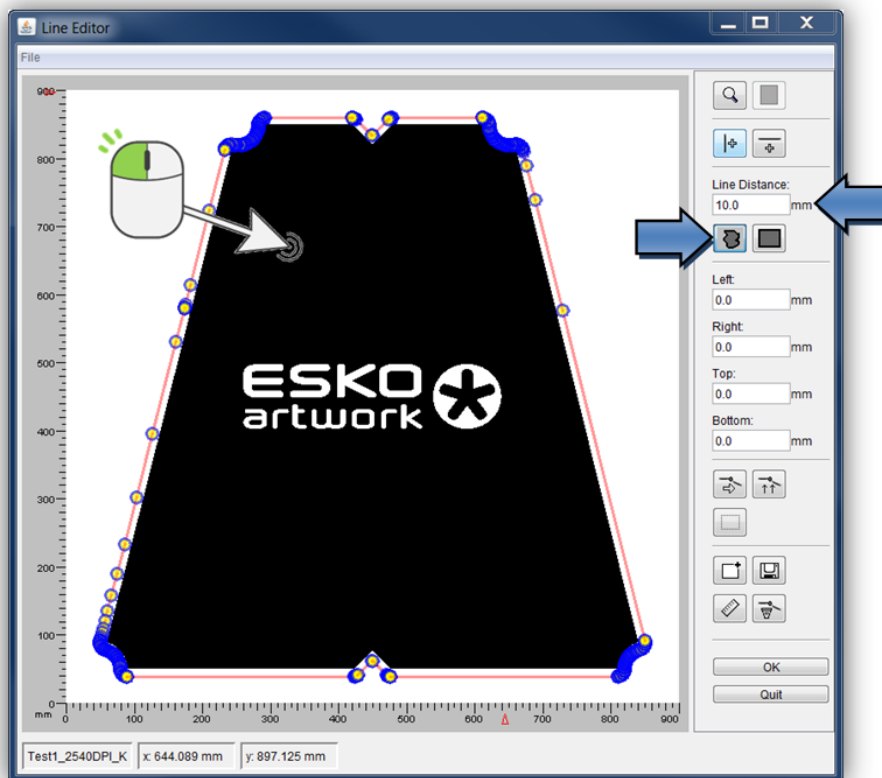 Line Editor
File
900
800
700
600
500
400
300
200
100
0
mm
0
100
200
300
400
500
600
700
800
900
ESKO
artwork
Line Distance:
10.0 mm
Left:
0.0 mm
Right:
0.0 mm
Top:
0.0 mm
Bottom:
0.0 mm
OK
Quit
Test1_2540DPI_K x: 644.089 mm y: 897.125 mm